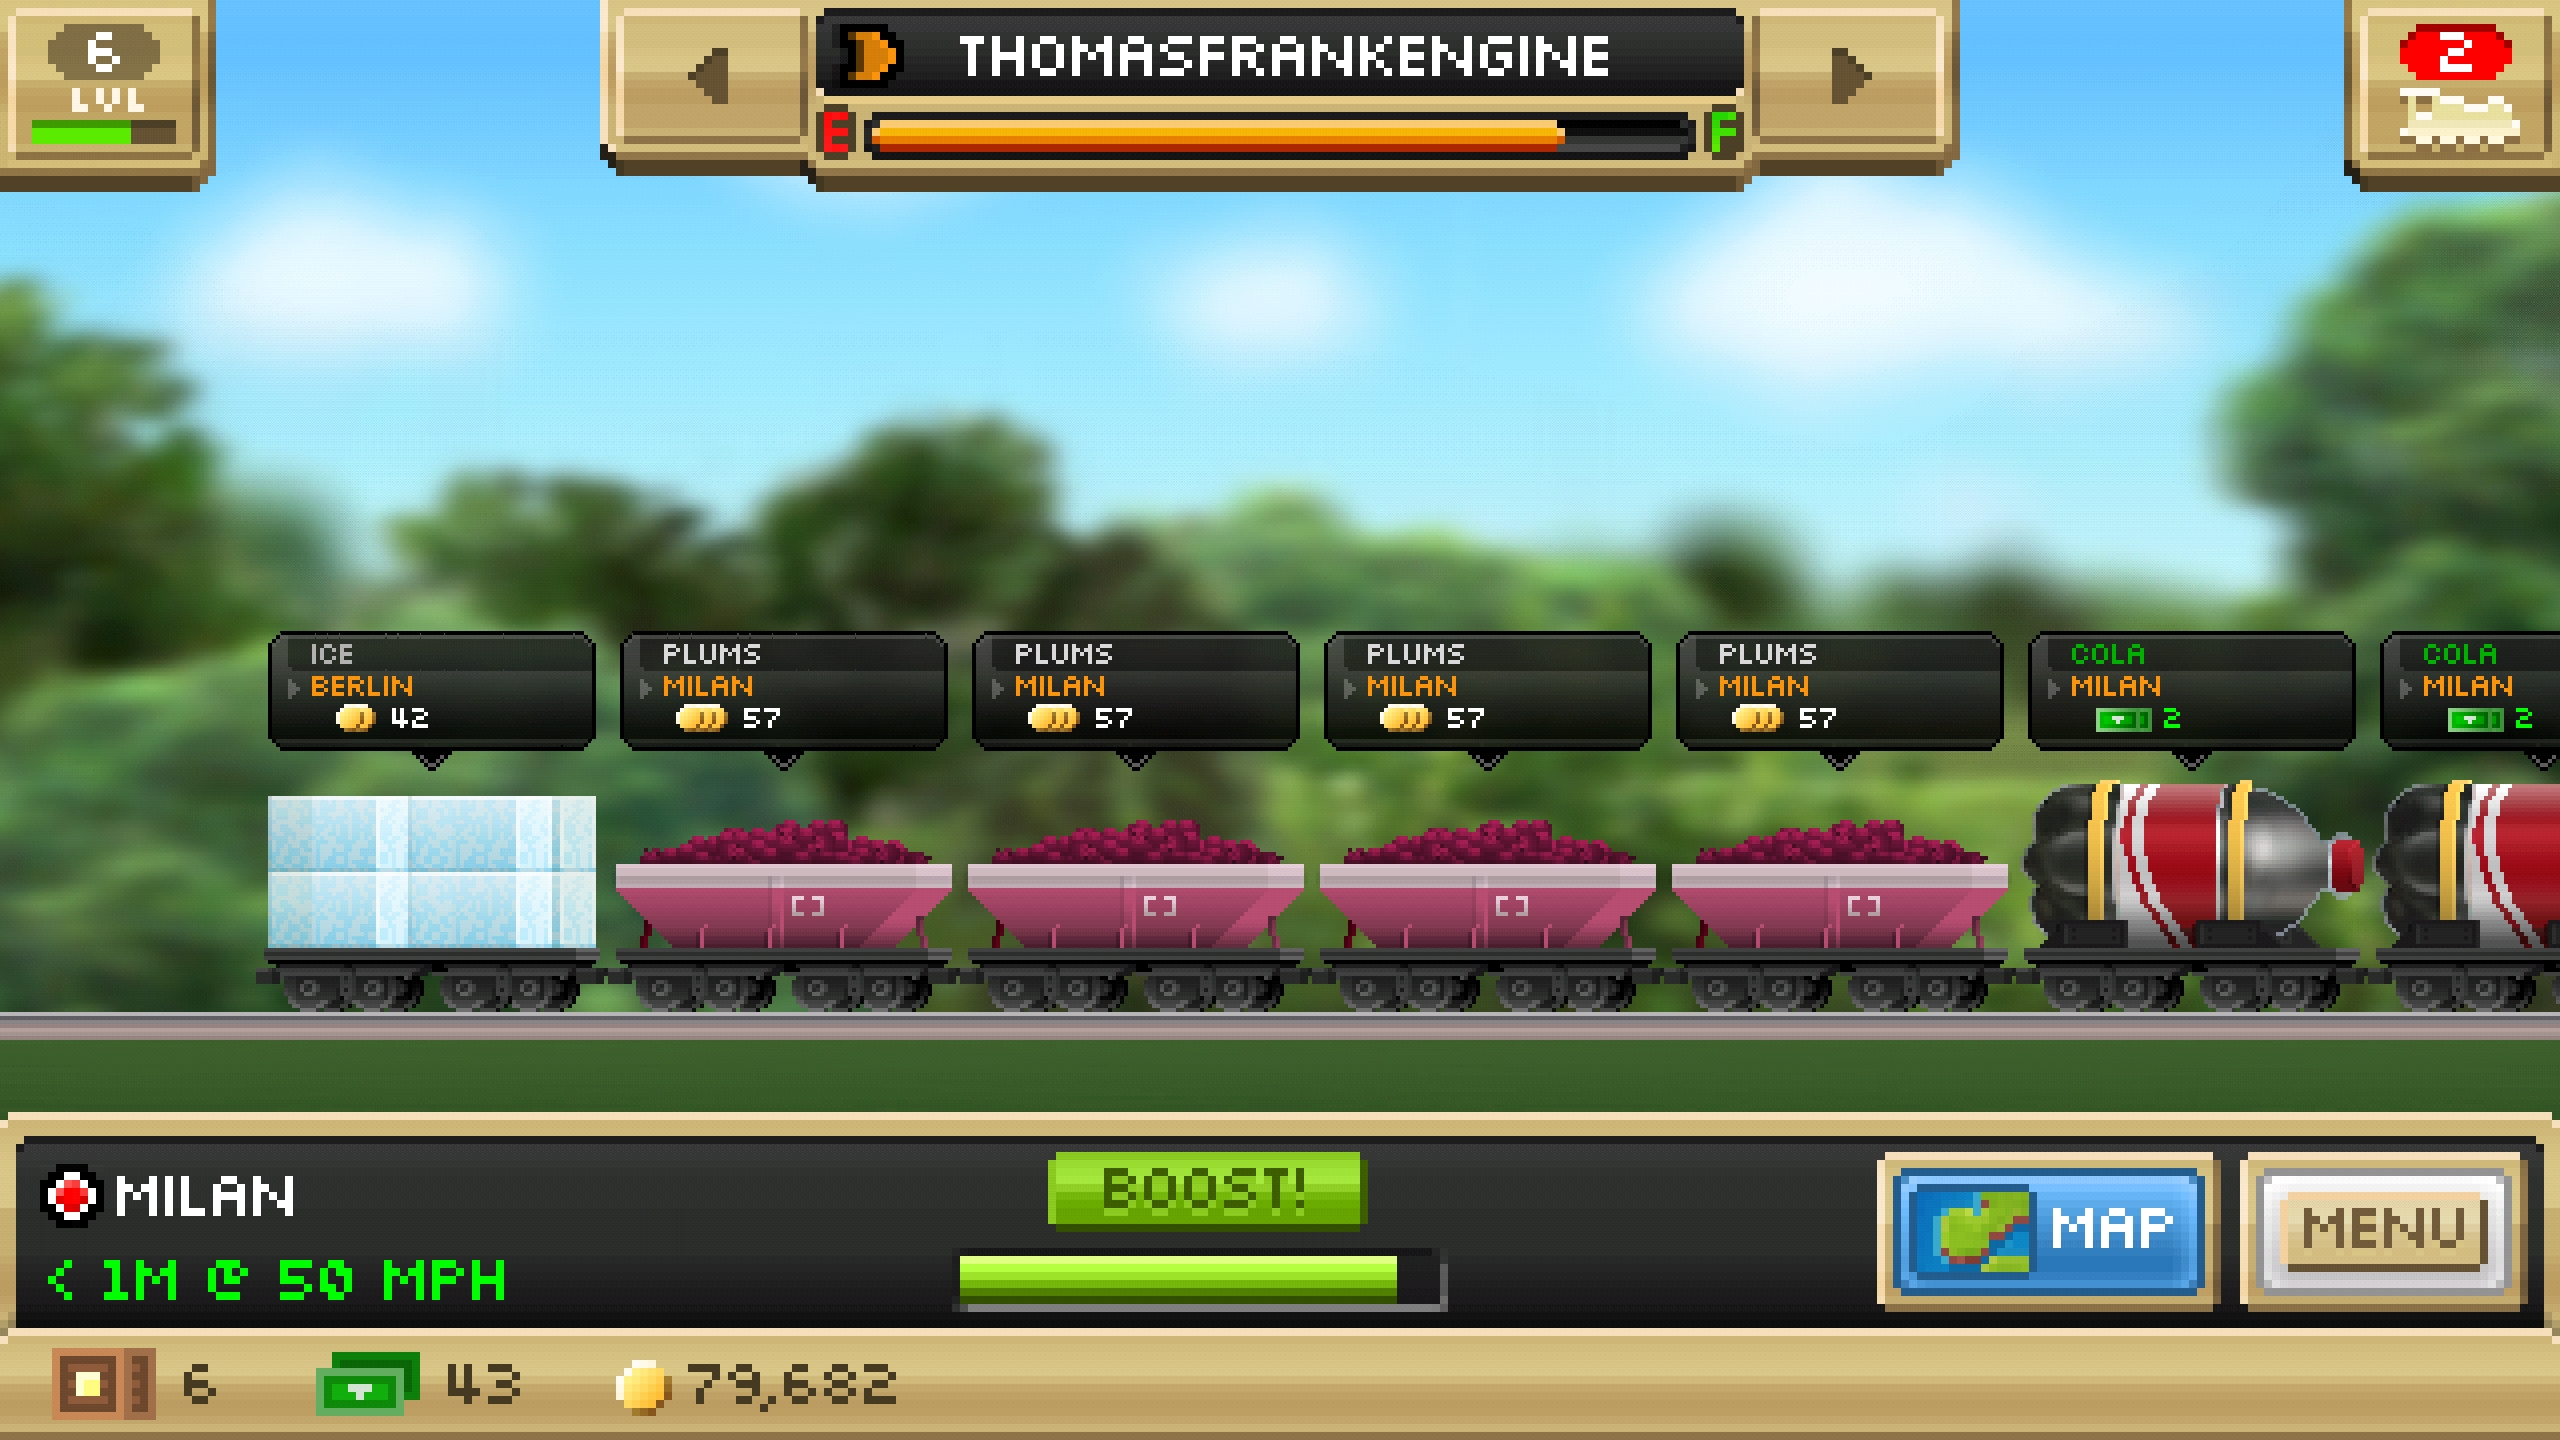 6
LVL
THOMASFRANKENGINE
E F
2
ICE
BERLIN
42
PLUMS
MILAN
57
PLUMS
MILAN
57
PLUMS
MILAN
57
PLUMS
MILAN
57
COLA
MILAN
2
COLA
MILAN
2
MILAN
< 1M @ 50 MPH
BOOST!
MAP
MENU
6
43
79,682